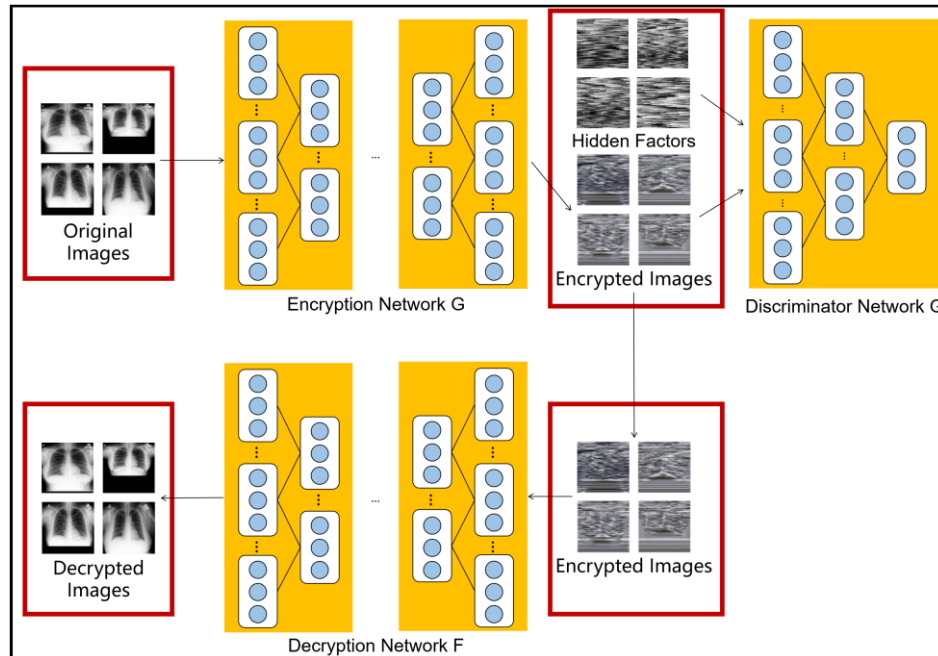 Original
Images
Encryption Network G
Hidden Factors
Encrypted Images
Discriminator Network G
Decrypted
Images
Decryption Network F
Encrypted Images